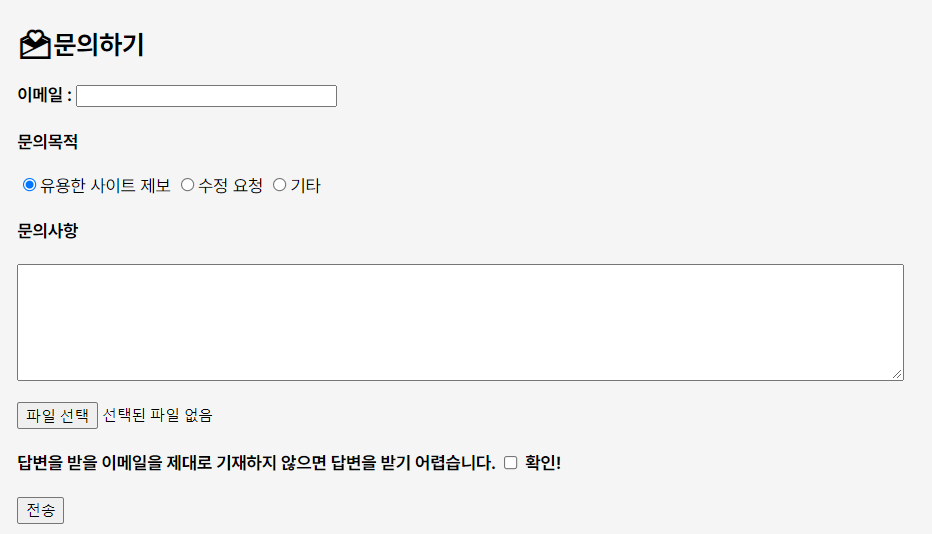 문의하기
이메일 :
문의목적
유용한 사이트 제보 수정 요청 기타
문의사항
파일 선택 선택된 파일 없음
답변을 받을 이메일을 제대로 기재하지 않으면 답변을 받기 어렵습니다. 확인!
전송